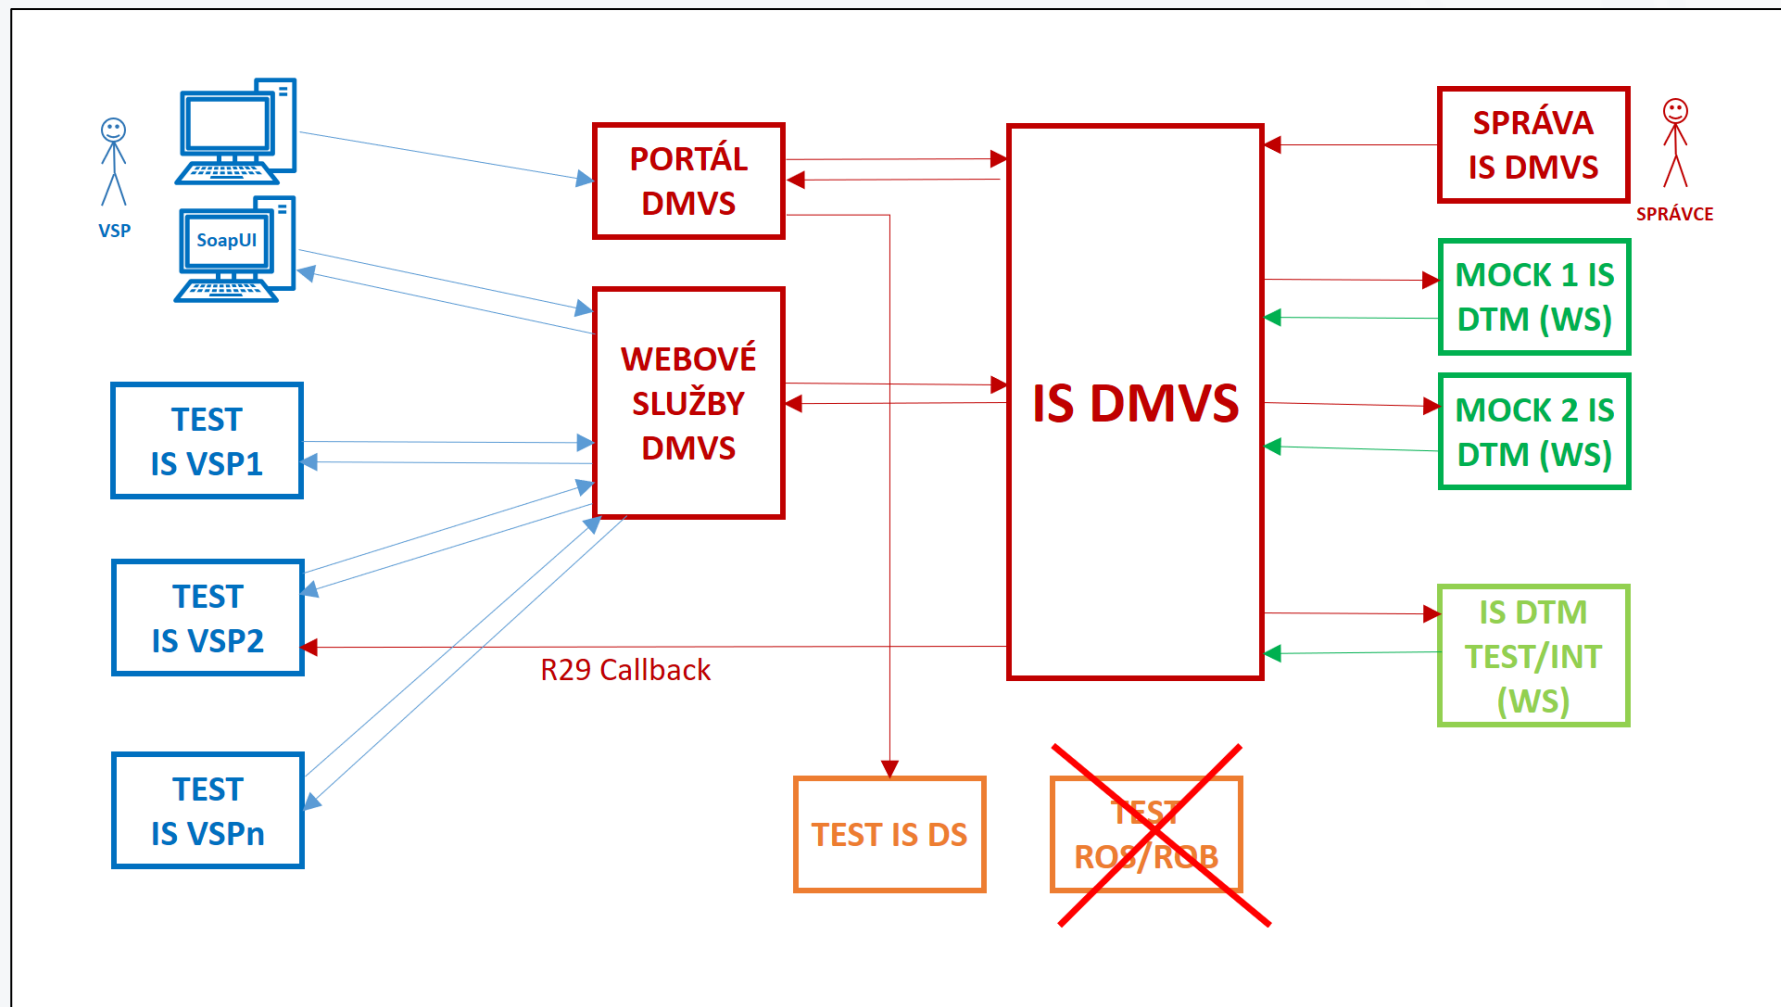 VSP
SoapUI
PORTÁL
DMVS
WEBOVÉ
SLUŽBY
DMVS
TEST
IS VSP1
TEST
IS VSP2
TEST
IS VSPn
R29 Callback
IS DMVS
SPRÁVA
IS DMVS
SPRÁVCE
MOCK 1 IS
DTM (WS)
MOCK 2 IS
DTM (WS)
IS DTM
TEST/INT
(WS)
TEST IS DS
TEST
ROS/ROB